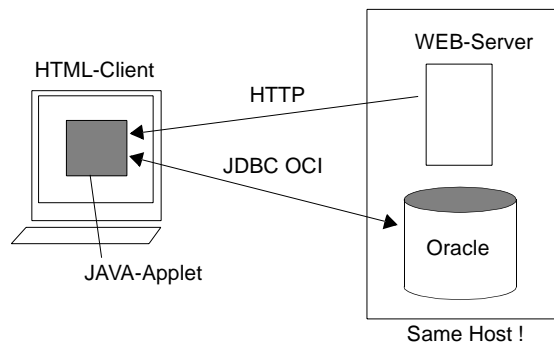 WEB-Server
HTML-Client
HTTP
JDBC OCI
Oracle
JAVA-Applet
Same Host !